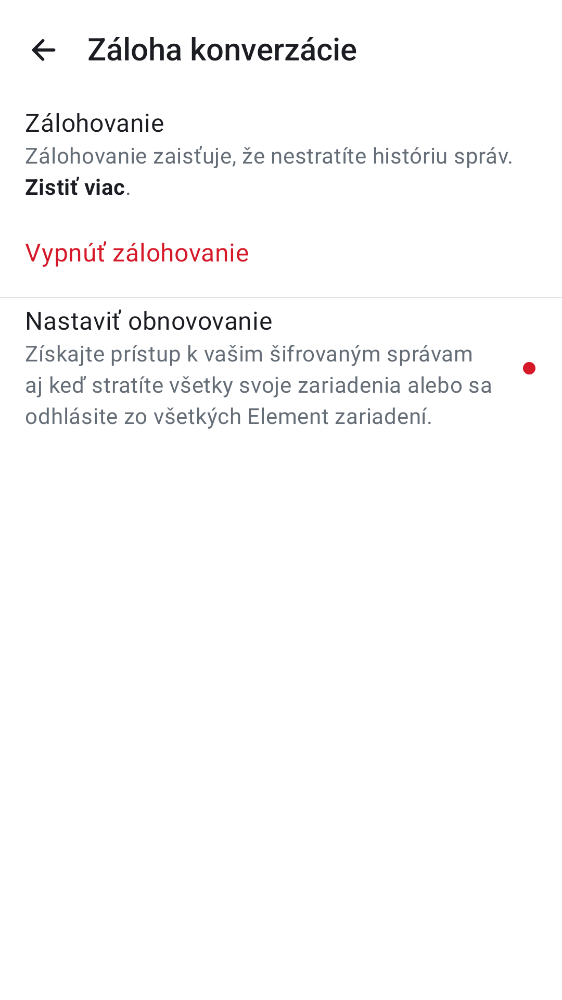 Záloha konverzácie
Zálohovanie
Zálohovanie zaisťuje, že nestratíte históriu správ.
Zistiť viac.
Vypnúť zálohovanie
Nastaviť obnovovanie
Získajte prístup k vašim šifrovaným správam
aj keď stratíte všetky svoje zariadenia alebo sa
odhlásite zo všetkých Element zariadení.